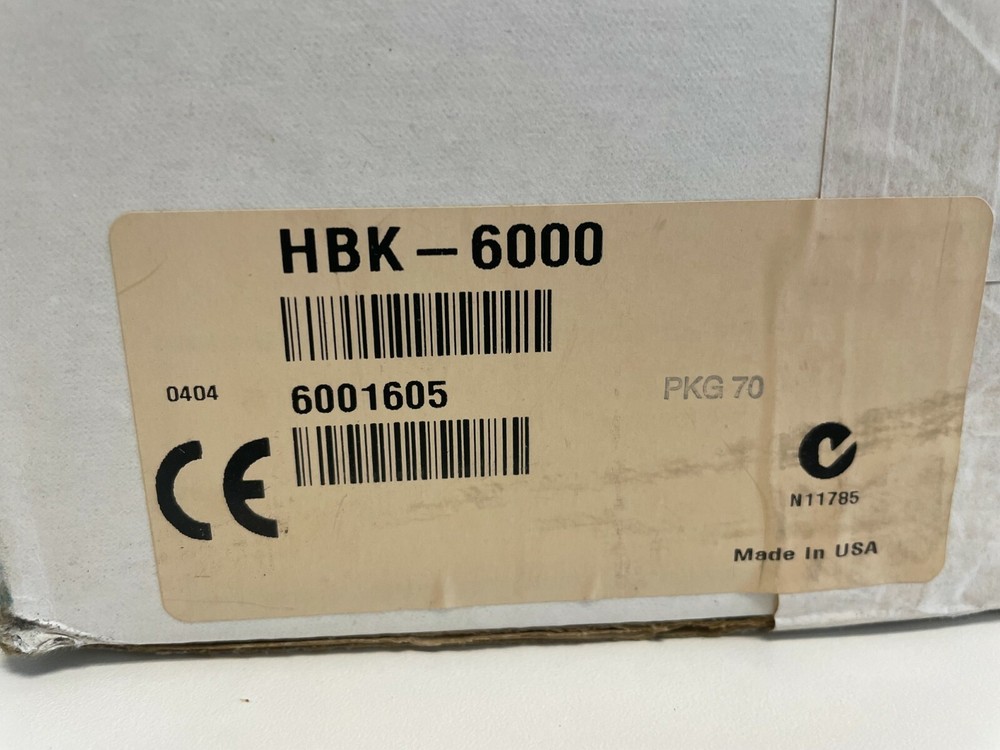 HBK-6000
0404
6001605
PKG 70
CE
N11785
Made In USA